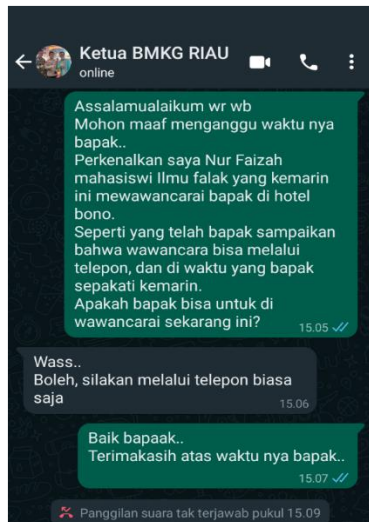 Ketua BMKG RIAU
online
Assalamualaikum wr wb
Mohon maaf menganggu waktu nya
bapak..
Perkenalkan saya Nur Faizah
mahasiswi Ilmu falak yang kemarin
ini mewawancarai bapak di hotel
bono.
Seperti yang telah bapak sampaikan
bahwa wawancara bisa melalui
telepon, dan di waktu yang bapak
sepakati kemarin.
Apakah bapak bisa untuk di
wawancarai sekarang ini?
15.05
Wass..
Boleh, silakan melalui telepon biasa
saja
15.06
Baik bapaak..
Terimakasih atas waktu nya bapak..
15.07
Panggilan suara tak terjawab pukul 15.09